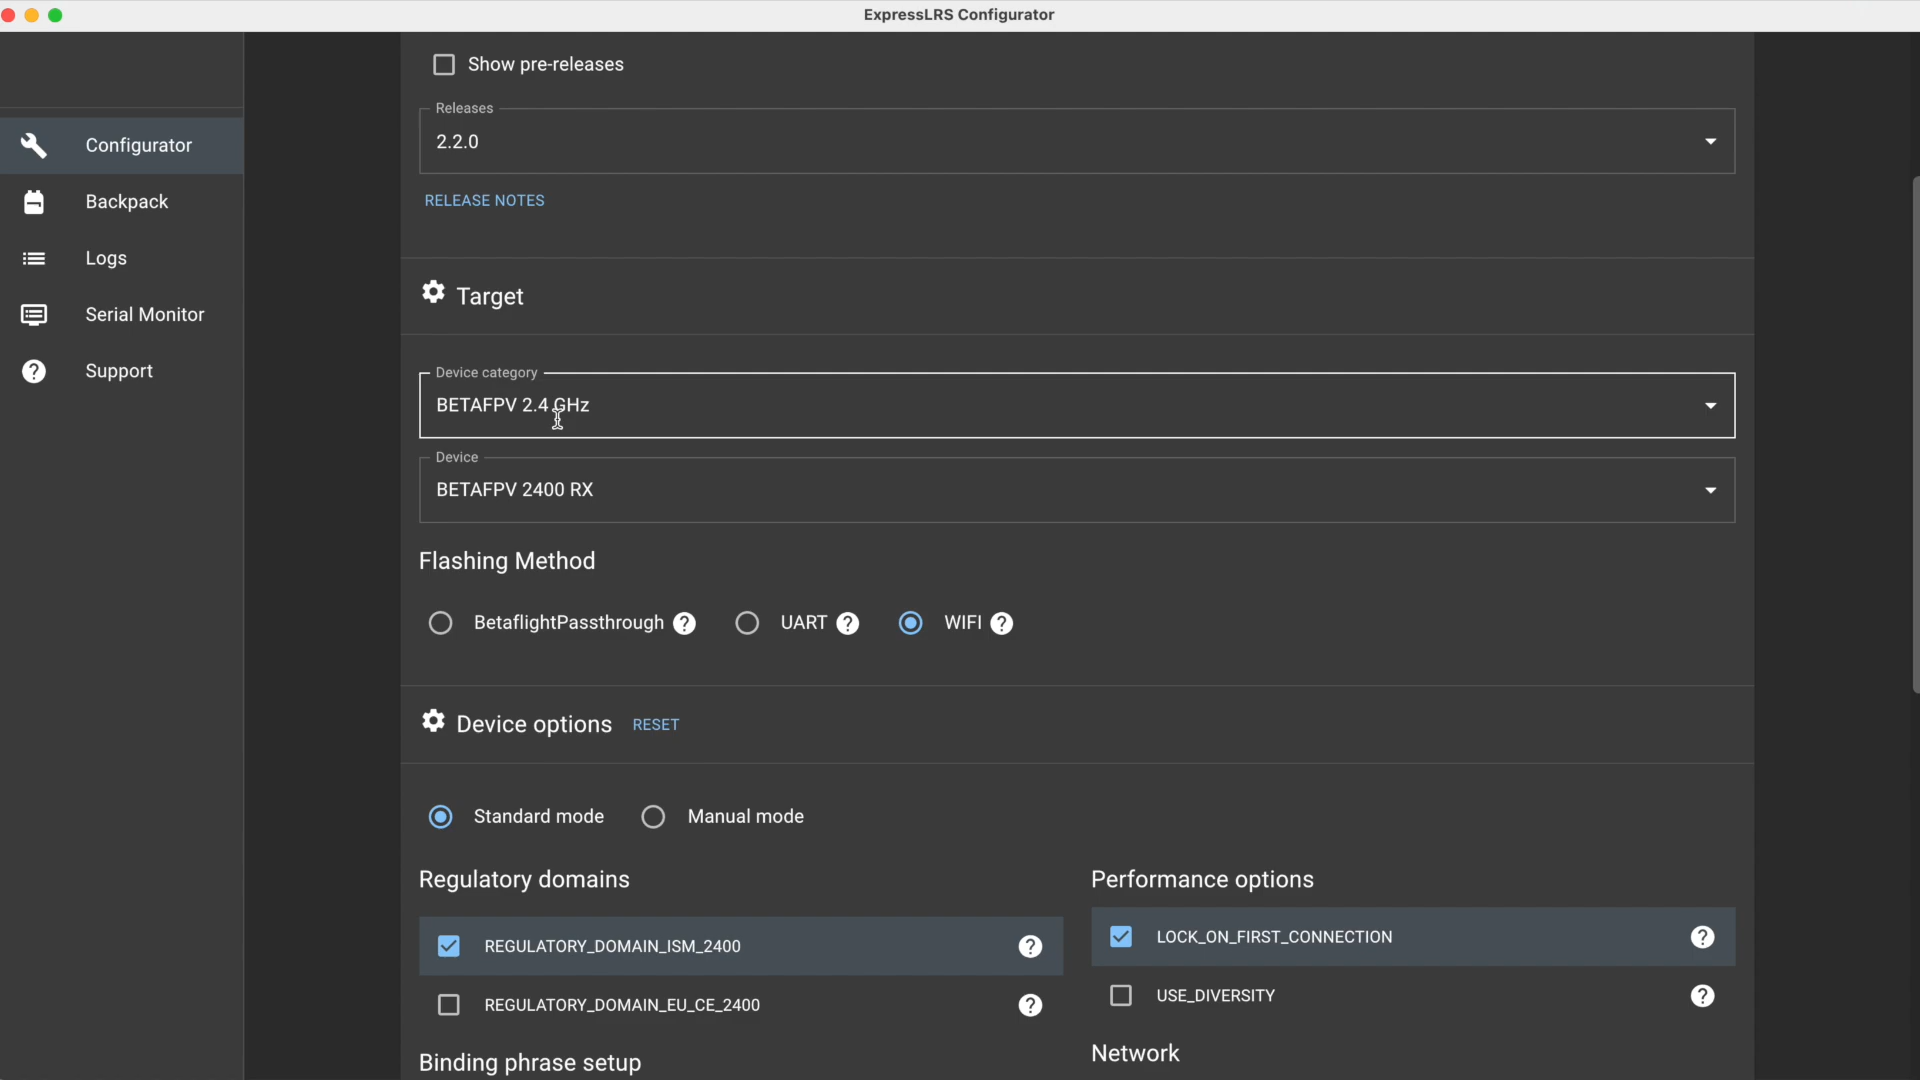 ExpressLRS Configurator
Configurator
Backpack
Logs
Serial Monitor
Support
Show pre-releases
Releases
2.2.0
RELEASE NOTES
Target
Device category
BETAFPV 2.4 GHz
Device
BETAFPV 2400 RX
Flashing Method
BetaflightPassthrough ? UART ? WIFI ?
Device options RESET
Standard mode Manual mode
Regulatory domains
REGULATORY_DOMAIN_ISM_2400 ?
REGULATORY_DOMAIN_EU_CE_2400 ?
Binding phrase setup
Performance options
LOCK_ON_FIRST_CONNECTION ?
USE_DIVERSITY ?
Network